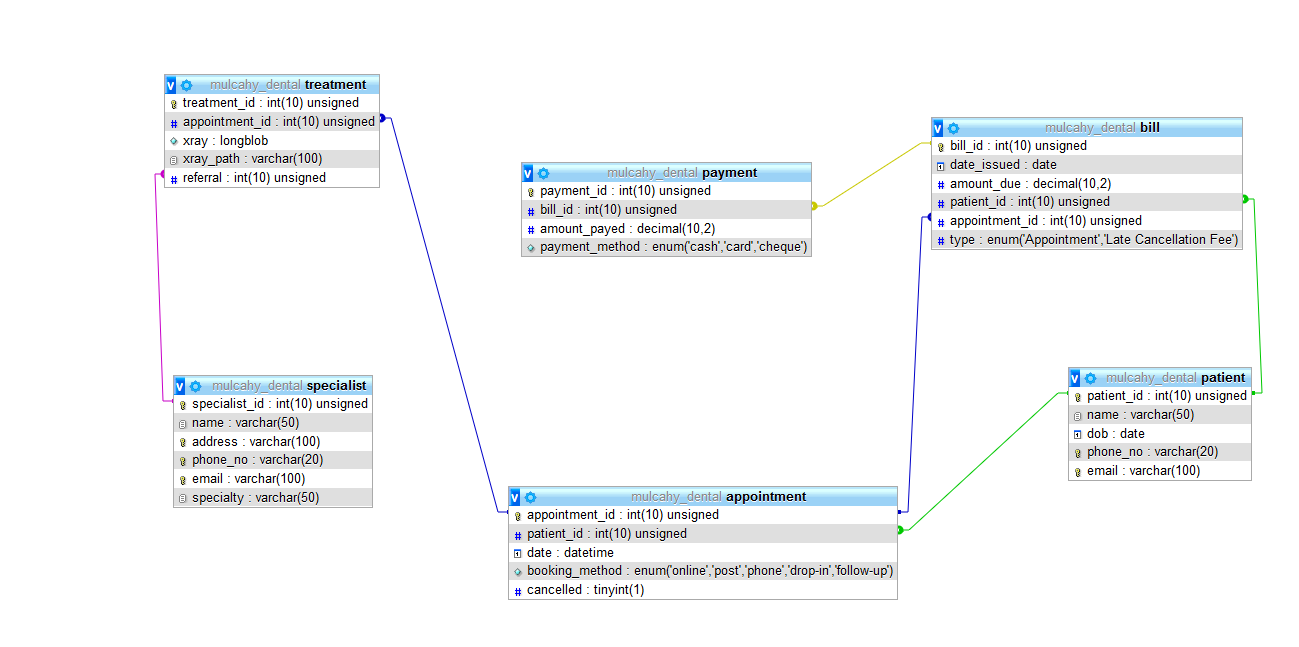 v mulcahy_dental treatment
treatment_id : int(10) unsigned
appointment_id : int(10) unsigned
xray : longblob
xray_path : varchar(100)
referral : int(10) unsigned
v mulcahy_dental payment
payment_id : int(10) unsigned
bill_id : int(10) unsigned
amount_payed : decimal(10,2)
payment_method : enum('cash','card','cheque')
v mulcahy_dental bill
bill_id : int(10) unsigned
date_issued : date
amount_due : decimal(10,2)
patient_id : int(10) unsigned
appointment_id : int(10) unsigned
type : enum('Appointment','Late Cancellation Fee')
v mulcahy_dental specialist
specialist_id : int(10) unsigned
name : varchar(50)
address : varchar(100)
phone_no : varchar(20)
email : varchar(100)
specialty : varchar(50)
v mulcahy_dental patient
patient_id : int(10) unsigned
name : varchar(50)
dob : date
phone_no : varchar(20)
email : varchar(100)
v mulcahy_dental appointment
appointment_id : int(10) unsigned
patient_id : int(10) unsigned
date : datetime
booking_method : enum('online','post','phone','drop-in','follow-up')
cancelled : tinyint(1)